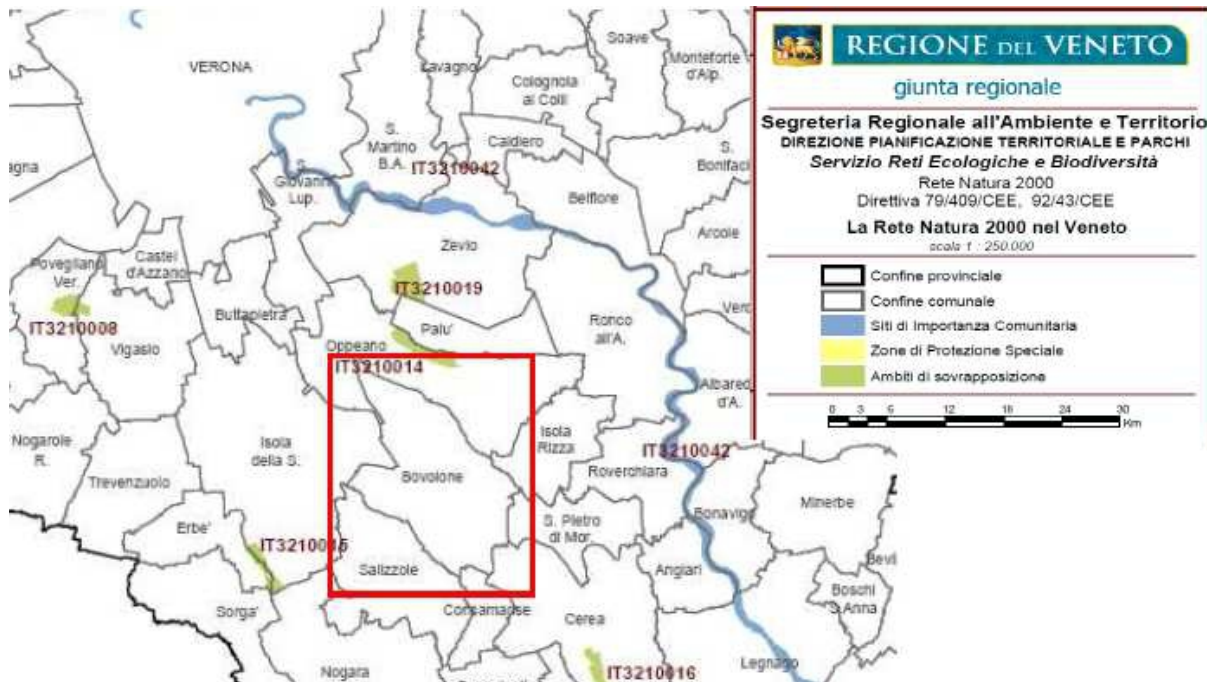 VERONA
Lavagno
Soave
Monteforte
d'Alp.
Colognola
ai Colli
S.
Martino
B.A.
Caldiero
S.
Bonifaci
IT3210042
agna
S.
Giovanni
Lup.
Belfiore
Arcole
Povegliano
Ver.
Castel
d'Azzano
Zevio
IT3210019
IT3210008
Vigasio
Buttapietra
Palu'
Ronco
all'A.
Vero
Oppeano
IT3210014
Albared
d'A.
Nogarole
R.
Isola
della S.
Isola
Rizza
IT3210042
Roverchiara
Trevenzuolo
Bovolone
Minerbe
Erbe'
IT3210015
S. Pietro
di Mor.
Bonavigo
Salizzole
Angiari
Bevil
Boschi
S.Anna
Sorga'
Concamarise
Cerea
Nogara
IT3210016
Legnago
REGIONE DEL VENETO
giunta regionale
Segreteria Regionale all'Ambiente e Territorio
DIREZIONE PIANIFICAZIONE TERRITORIALE E PARCHI
Servizio Reti Ecologiche e Biodiversità
Rete Natura 2000
Direttiva 79/409/CEE, 92/43/CEE
La Rete Natura 2000 nel Veneto
scala 1 : 250.000
Confine provinciale
Confine comunale
Siti di Importanza Comunitaria
Zone di Protezione Speciale
Ambiti di sovrapposizione
0 3 6 12 18 24 30
Km